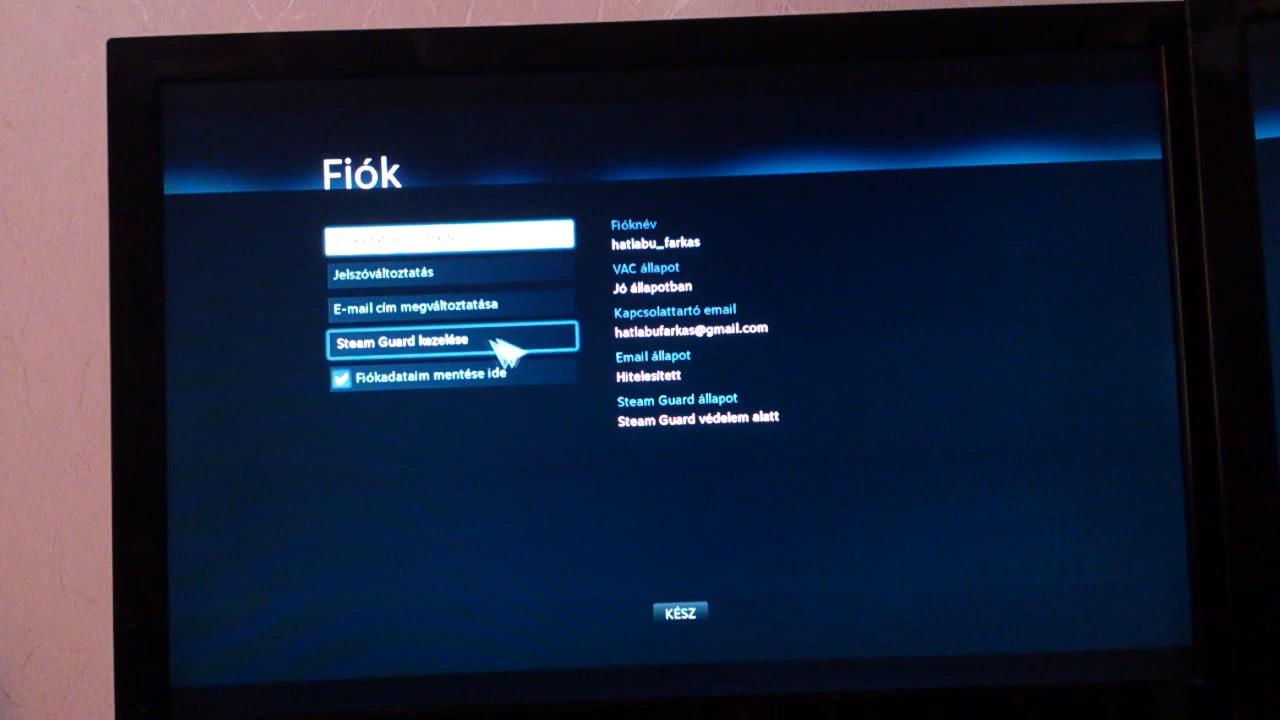 Fiók
Jelszóváltoztatás
E-mail cím megváltoztatása
Steam Guard kezelése
Fiókadataim mentése ide
Fióknév
hatlabu_farkas
VAC állapot
Jó állapotban
Kapcsolattartó email
hatlabufarkas@gmail.com
Email állapot
Hitelesített
Steam Guard állapot
Steam Guard védelem alatt
KÉSZ